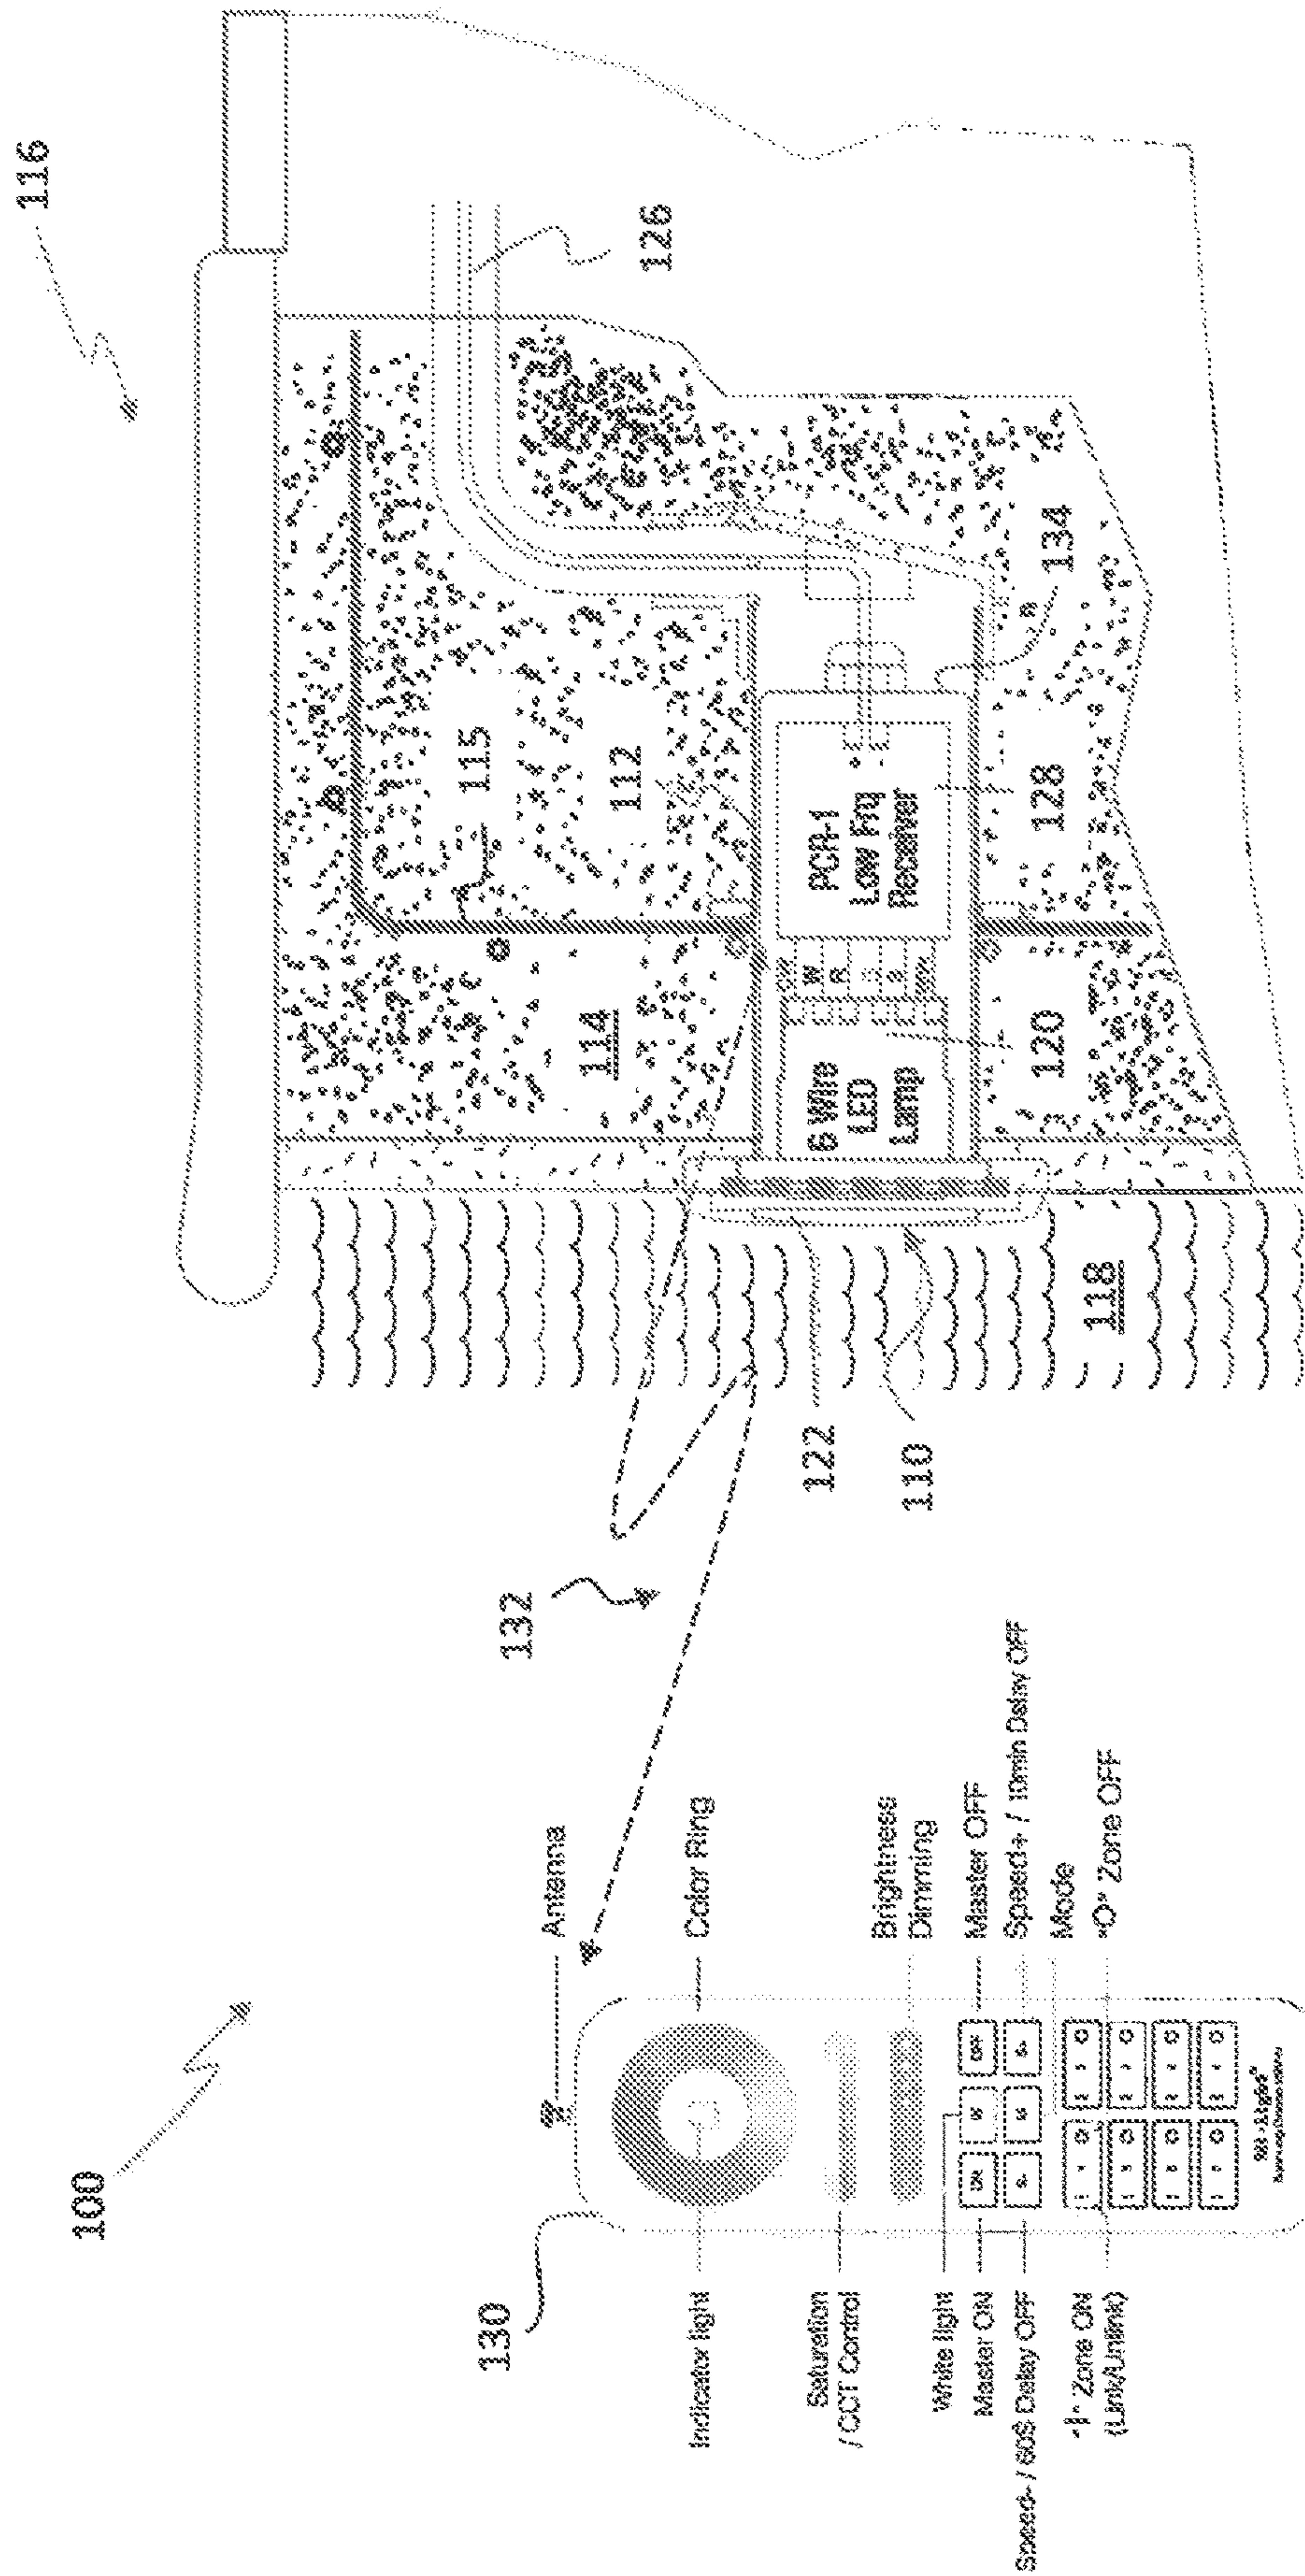 100
116
130
132
Antenna
Indicator light
Color Ring
Saturation
/ CCT Control
Brightness
Dimming
White light
Master ON
Master OFF
Speed- / 60S Delay OFF
Speed+ / 10min Delay OFF
Mode
"I" Zone ON
(Link/Unlink)
"O" Zone OFF
ON
OFF
S-
S+
122
110
118
114
115
112
126
6 Wire
LED
Lamp
W
R
PCR-1
Low Frq
Receiver
120
128
134